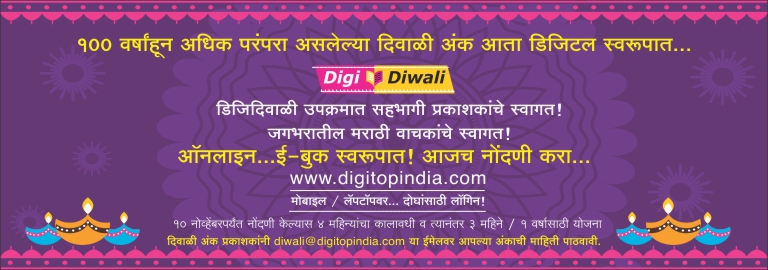 १०० वर्षांहून अधिक परंपरा असलेल्या दिवाळी अंक आता डिजिटल स्वरूपात...
Digi Diwali
डिजिदिवाळी उपक्रमात सहभागी प्रकाशकांचे स्वागत!
जगभरातील मराठी वाचकांचे स्वागत!
ऑनलाइन...ई-बुक स्वरूपात! आजच नोंदणी करा...
www.digitopindia.com
मोबाइल / लॅपटॉपवर... दोघांसाठी लॉगिन!
१० नोव्हेंबरपर्यंत नोंदणी केल्यास ४ महिन्यांचा कालावधी व त्यानंतर ३ महिने / १ वर्षासाठी योजना
दिवाळी अंक प्रकाशकांनी diwali@digitopindia.com या ईमेलवर आपल्या अंकाची माहिती पाठवावी.